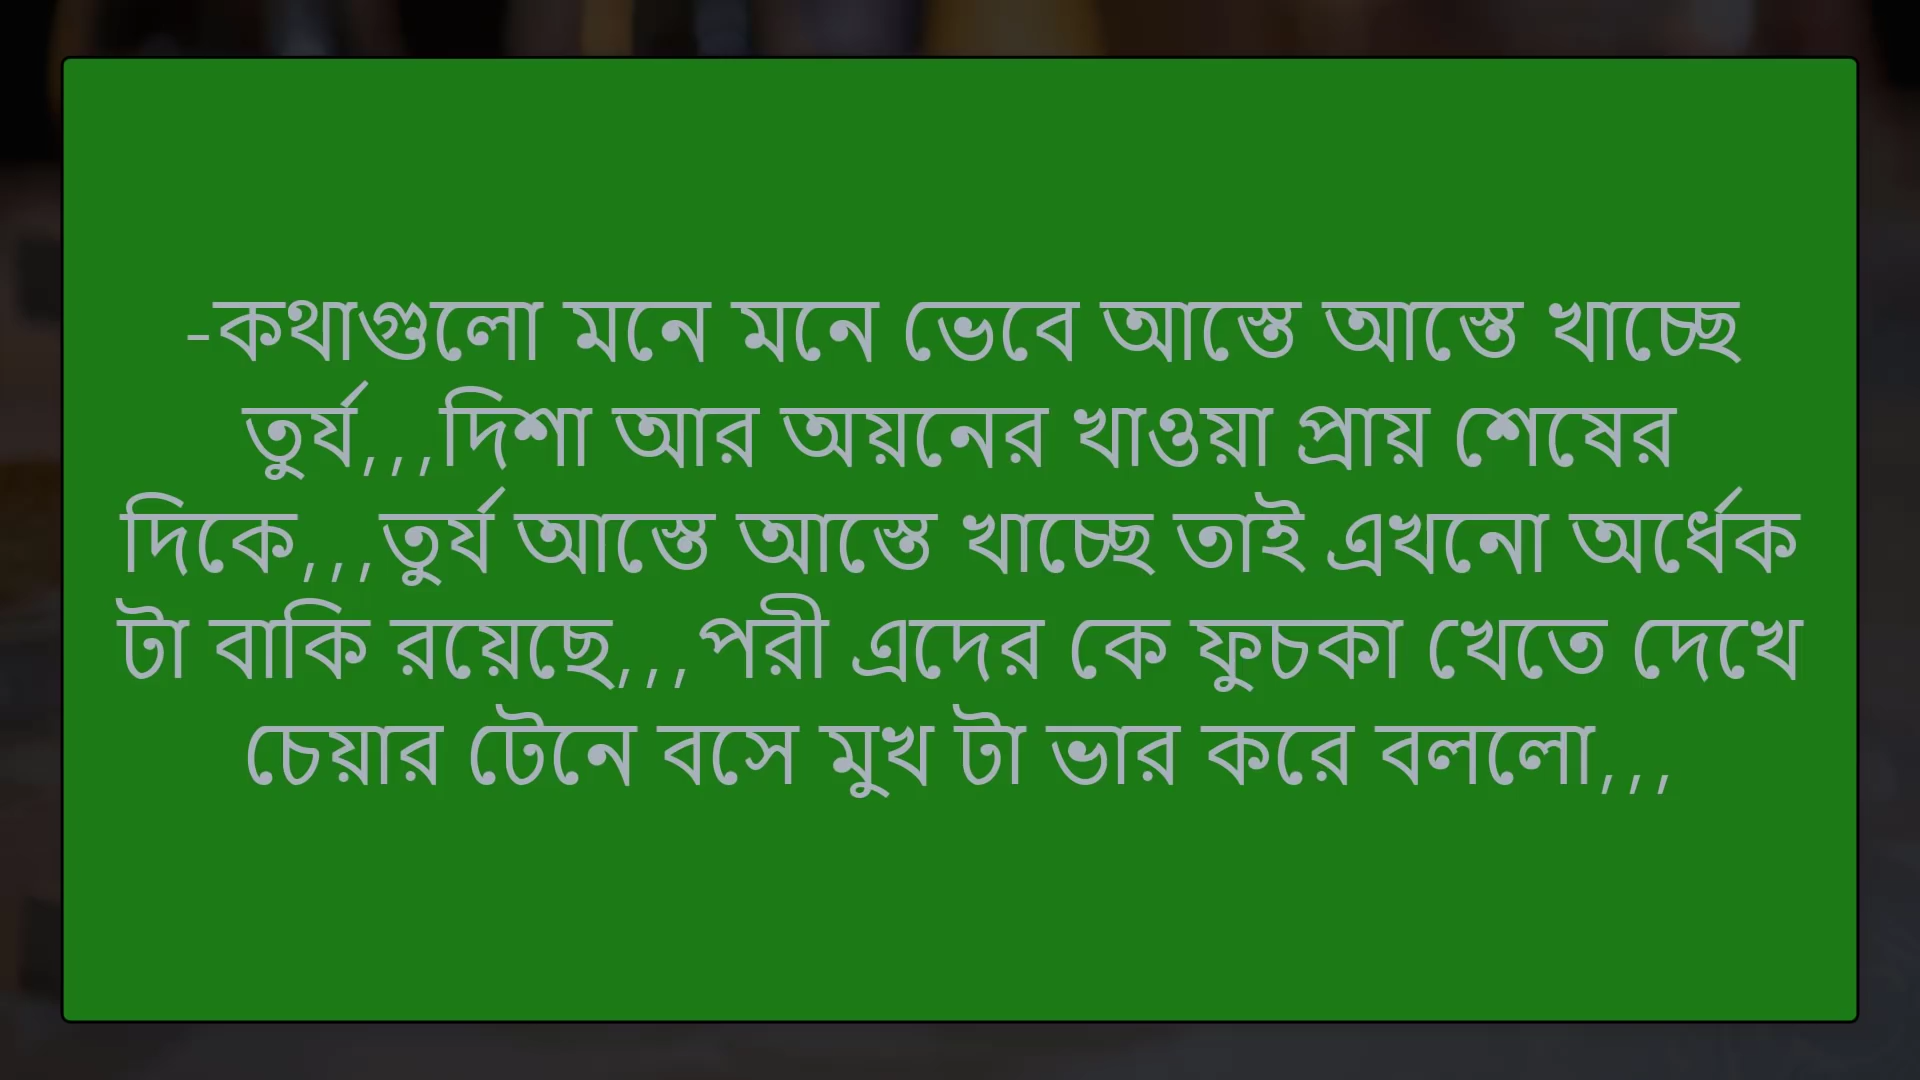 -কথাগুলো মনে মনে ভেবে আস্তে আস্তে খাচ্ছে
তুর্য,,,দিশা আর অয়নের খাওয়া প্রায় শেষের
দিকে,,,তুর্য আস্তে আস্তে খাচ্ছে তাই এখনো অর্ধেক
টা বাকি রয়েছে,,,পরী এদের কে ফুচকা খেতে দেখে
চেয়ার টেনে বসে মুখ টা ভার করে বললো,,,